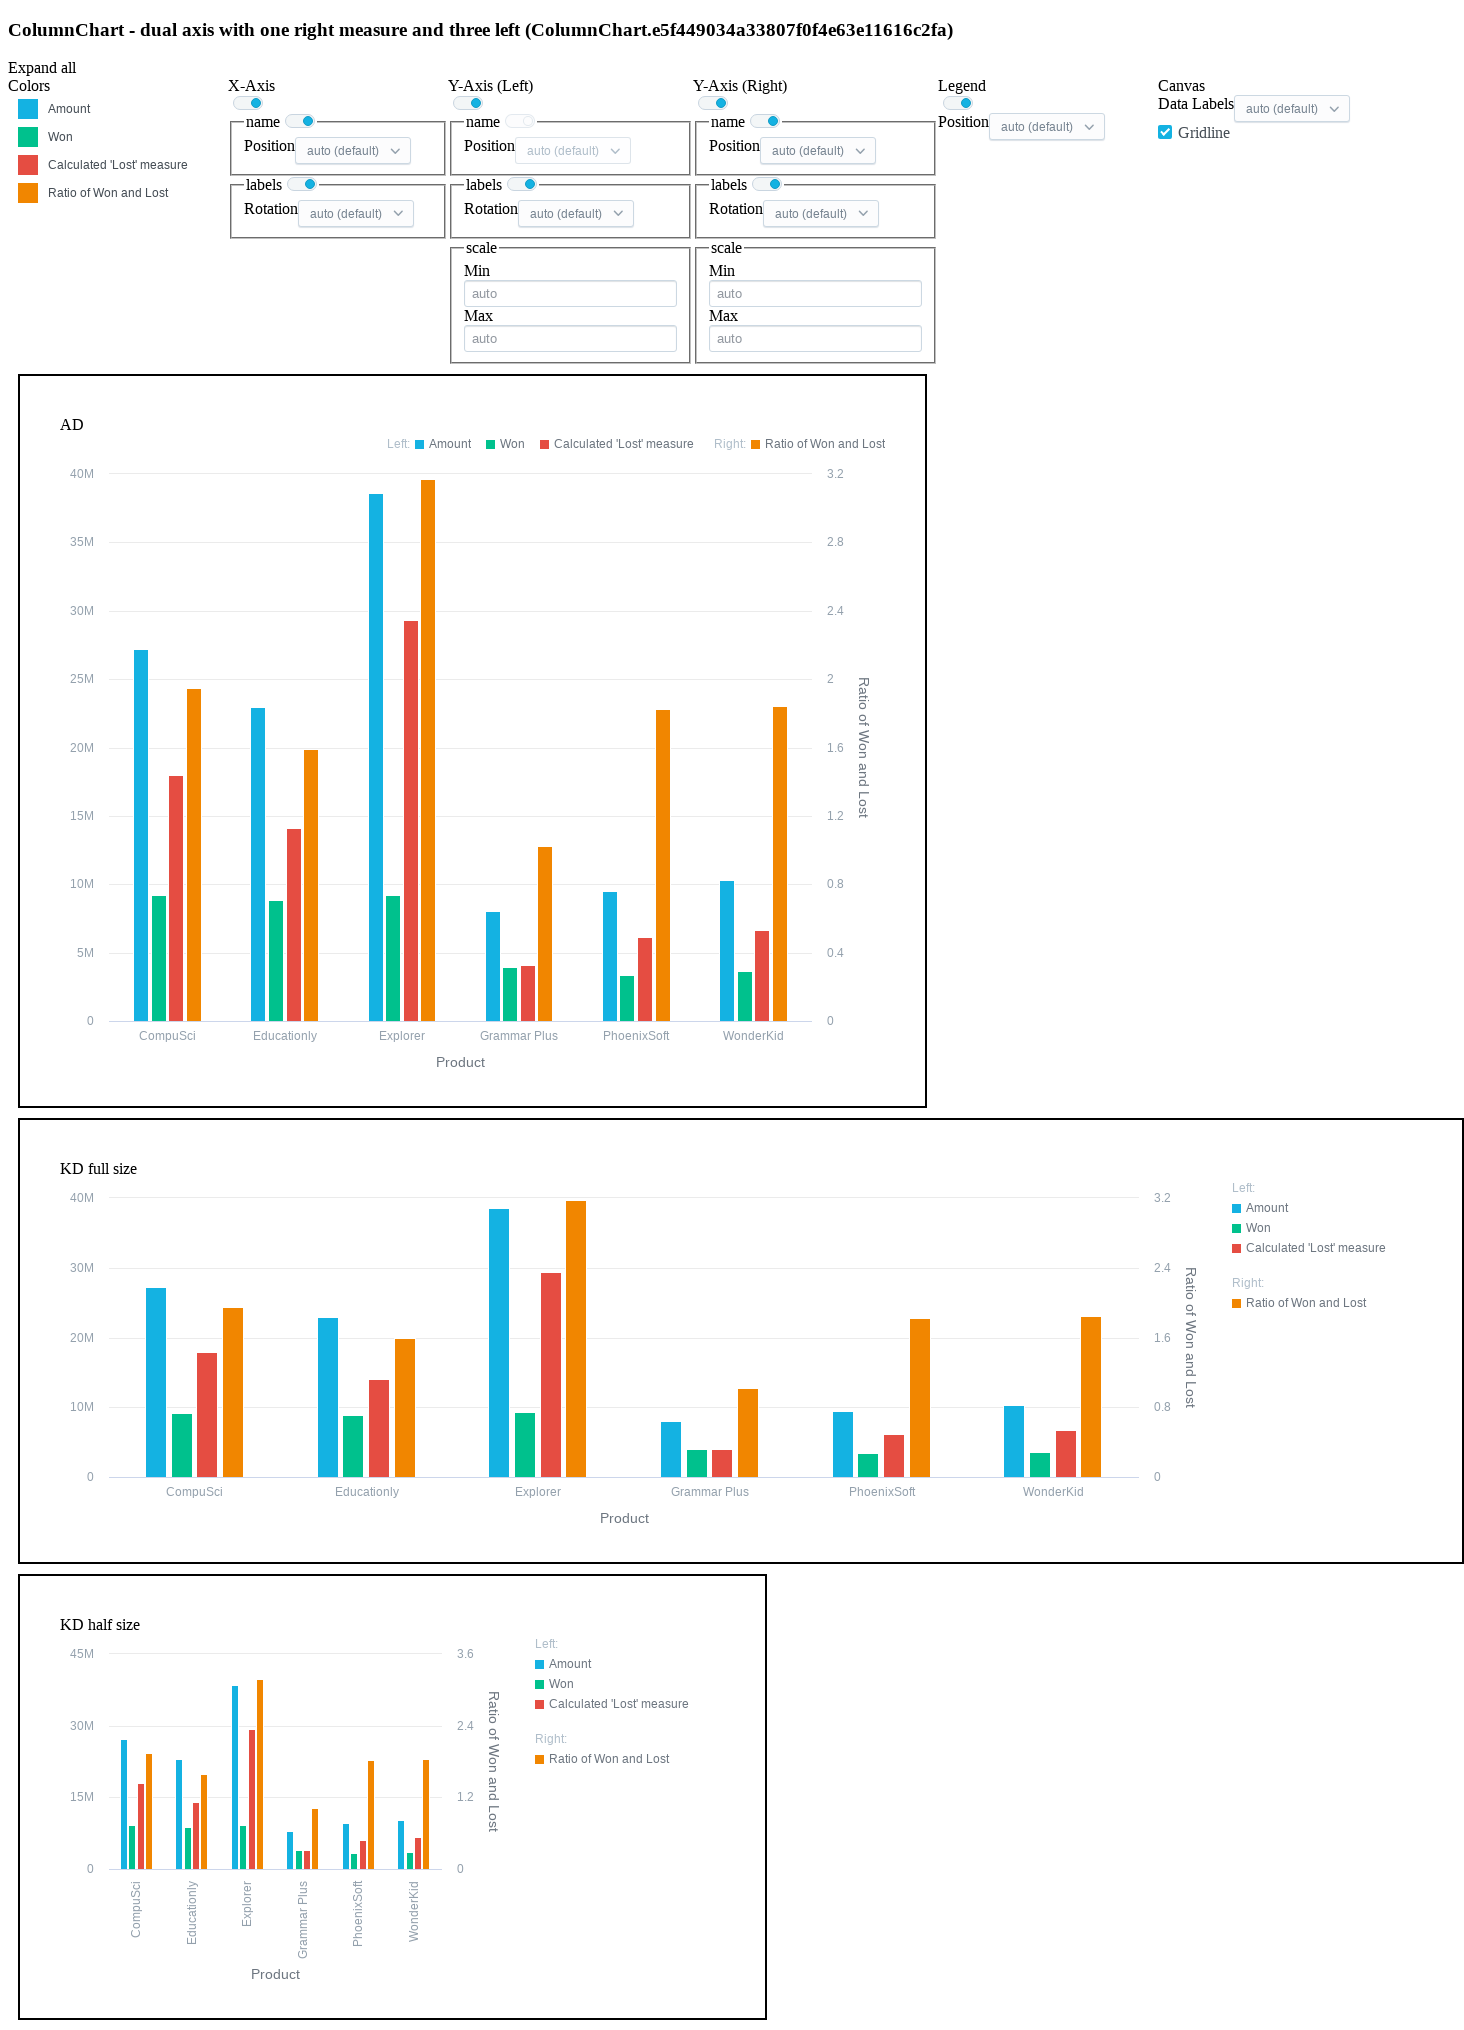 ColumnChart - dual axis with one right measure and three left (ColumnChart.e5f449034a33807f0f4e63e11616c2fa)
Expand all
Colors
Amount
Won
Calculated 'Lost' measure
Ratio of Won and Lost
X-Axis
name
Position auto (default)
labels
Rotation auto (default)
Y-Axis (Left)
name
Position auto (default)
labels
Rotation auto (default)
scale
Min
auto
Max
auto
Y-Axis (Right)
name
Position auto (default)
labels
Rotation auto (default)
scale
Min
auto
Max
auto
Legend
Position auto (default)
Canvas
Data Labels auto (default)
Gridline
AD
Left: Amount Won Calculated 'Lost' measure Right: Ratio of Won and Lost
40M 3.2
35M 2.8
30M 2.4
25M 2
20M 1.6
15M 1.2
10M 0.8
5M 0.4
0 0
Ratio of Won and Lost
CompuSci Educationly Explorer Grammar Plus PhoenixSoft WonderKid
Product
KD full size
40M 3.2
30M 2.4
20M 1.6
10M 0.8
0 0
Ratio of Won and Lost
Left:
Amount
Won
Calculated 'Lost' measure
Right:
Ratio of Won and Lost
CompuSci Educationly Explorer Grammar Plus PhoenixSoft WonderKid
Product
KD half size
45M 3.6
30M 2.4
15M 1.2
0 0
Ratio of Won and Lost
Left:
Amount
Won
Calculated 'Lost' measure
Right:
Ratio of Won and Lost
CompuSci
Educationly
Explorer
Grammar Plus
PhoenixSoft
WonderKid
Product